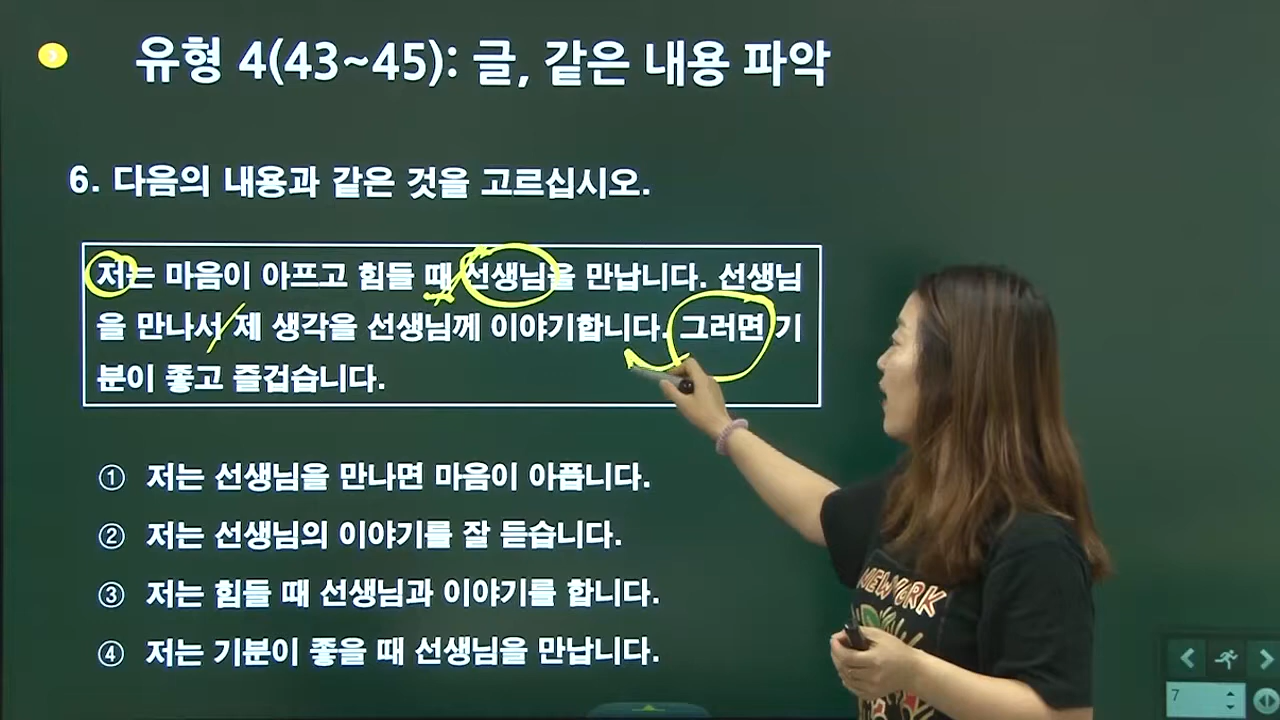 유형 4(43~45): 글, 같은 내용 파악
6. 다음의 내용과 같은 것을 고르십시오.
저는 마음이 아프고 힘들 때 선생님을 만납니다. 선생님
을 만나서 제 생각을 선생님께 이야기합니다. 그러면 기
분이 좋고 즐겁습니다.
① 저는 선생님을 만나면 마음이 아픕니다.
② 저는 선생님의 이야기를 잘 듣습니다.
③ 저는 힘들 때 선생님과 이야기를 합니다.
④ 저는 기분이 좋을 때 선생님을 만납니다.
NEW YORK
7